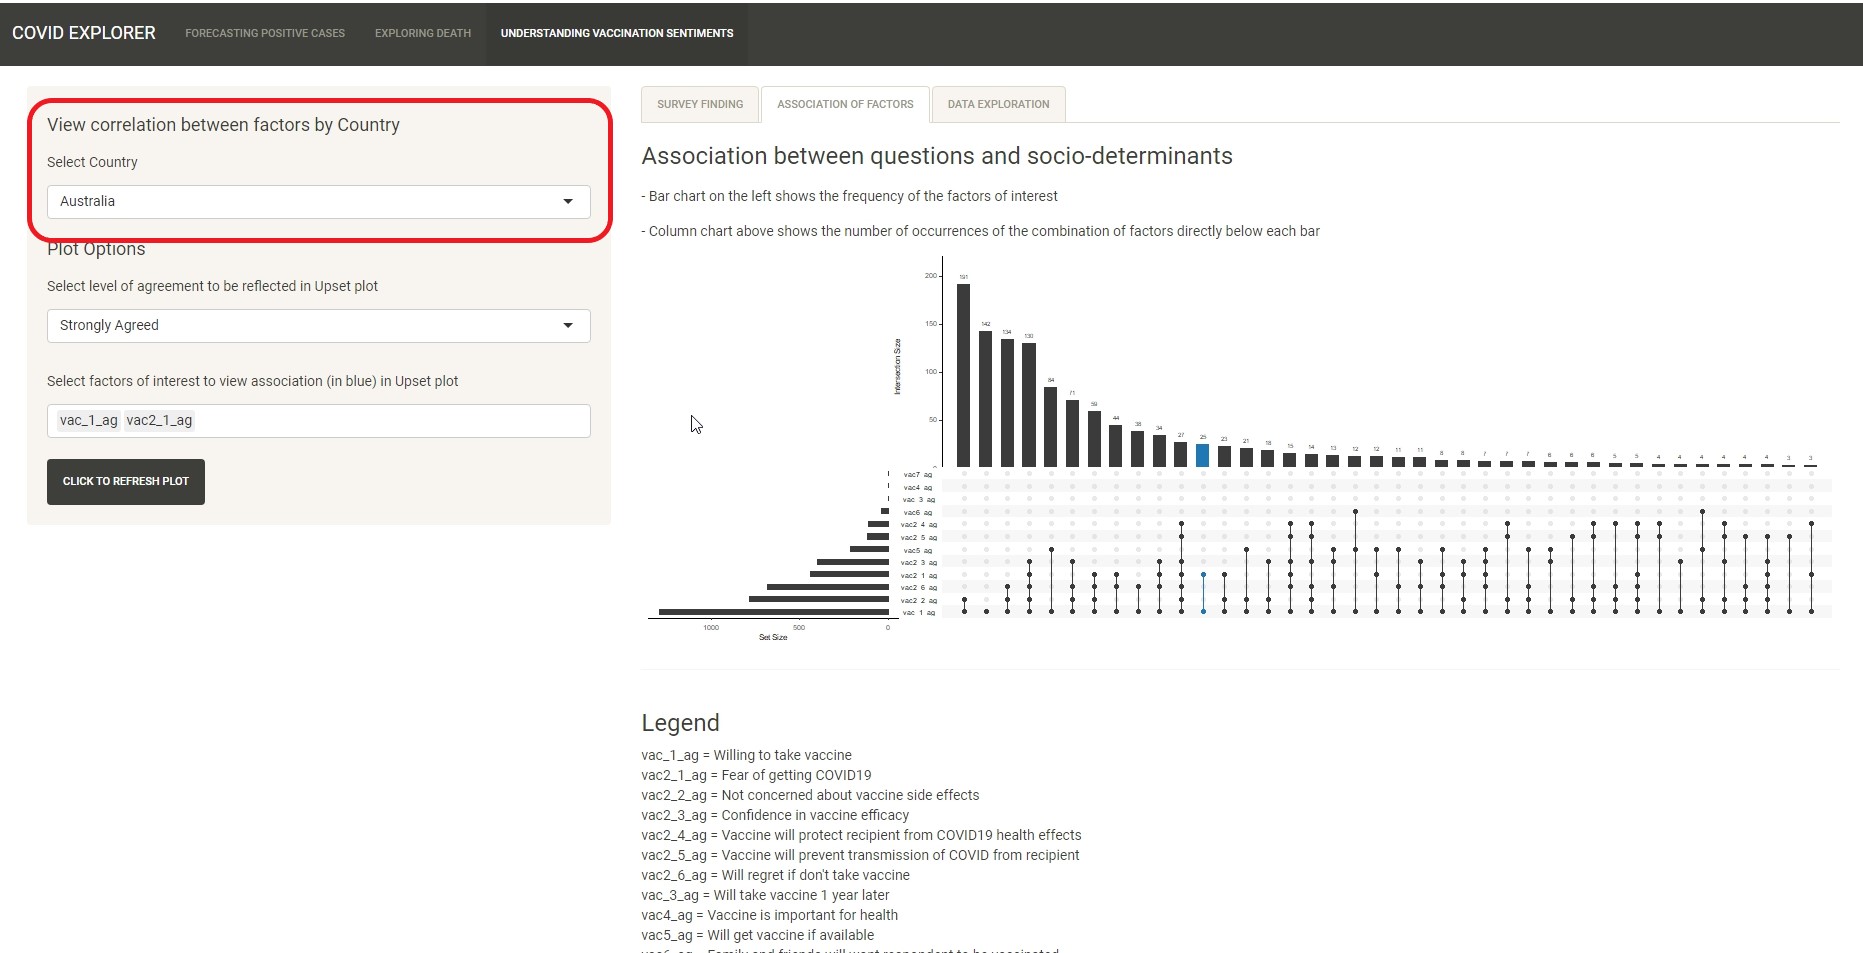 COVID EXPLORER FORECASTING POSITIVE CASES EXPLORING DEATH UNDERSTANDING VACCINATION SENTIMENTS
View correlation between factors by Country
Select Country
Australia
Plot Options
Select level of agreement to be reflected in Upset plot
Strongly Agreed
Select factors of interest to view association (in blue) in Upset plot
vac_1_ag vac2_1_ag
CLICK TO REFRESH PLOT
SURVEY FINDING ASSOCIATION OF FACTORS DATA EXPLORATION
Association between questions and socio-determinants
- Bar chart on the left shows the frequency of the factors of interest
- Column chart above shows the number of occurrences of the combination of factors directly below each bar
Intersection Size
200
150
100
50
191 142 134 130 84 71 59 44 38 34 27 25 23 21 18 15 14 13 12 12 11 11 8 8 7 7 7 6 6 6 5 5 4 4 4 4 4 4 3 3
vac7_ag
vac4_ag
vac_3_ag
vac6_ag
vac2_4_ag
vac2_5_ag
vac5_ag
vac2_3_ag
vac2_1_ag
vac2_6_ag
vac2_2_ag
vac_1_ag
1000 500 0
Set Size
Legend
vac_1_ag = Willing to take vaccine
vac2_1_ag = Fear of getting COVID19
vac2_2_ag = Not concerned about vaccine side effects
vac2_3_ag = Confidence in vaccine efficacy
vac2_4_ag = Vaccine will protect recipient from COVID19 health effects
vac2_5_ag = Vaccine will prevent transmission of COVID from recipient
vac2_6_ag = Will regret if don't take vaccine
vac_3_ag = Will take vaccine 1 year later
vac4_ag = Vaccine is important for health
vac5_ag = Will get vaccine if available
vac6_ag = Family and friends will want respondent to be vaccinated